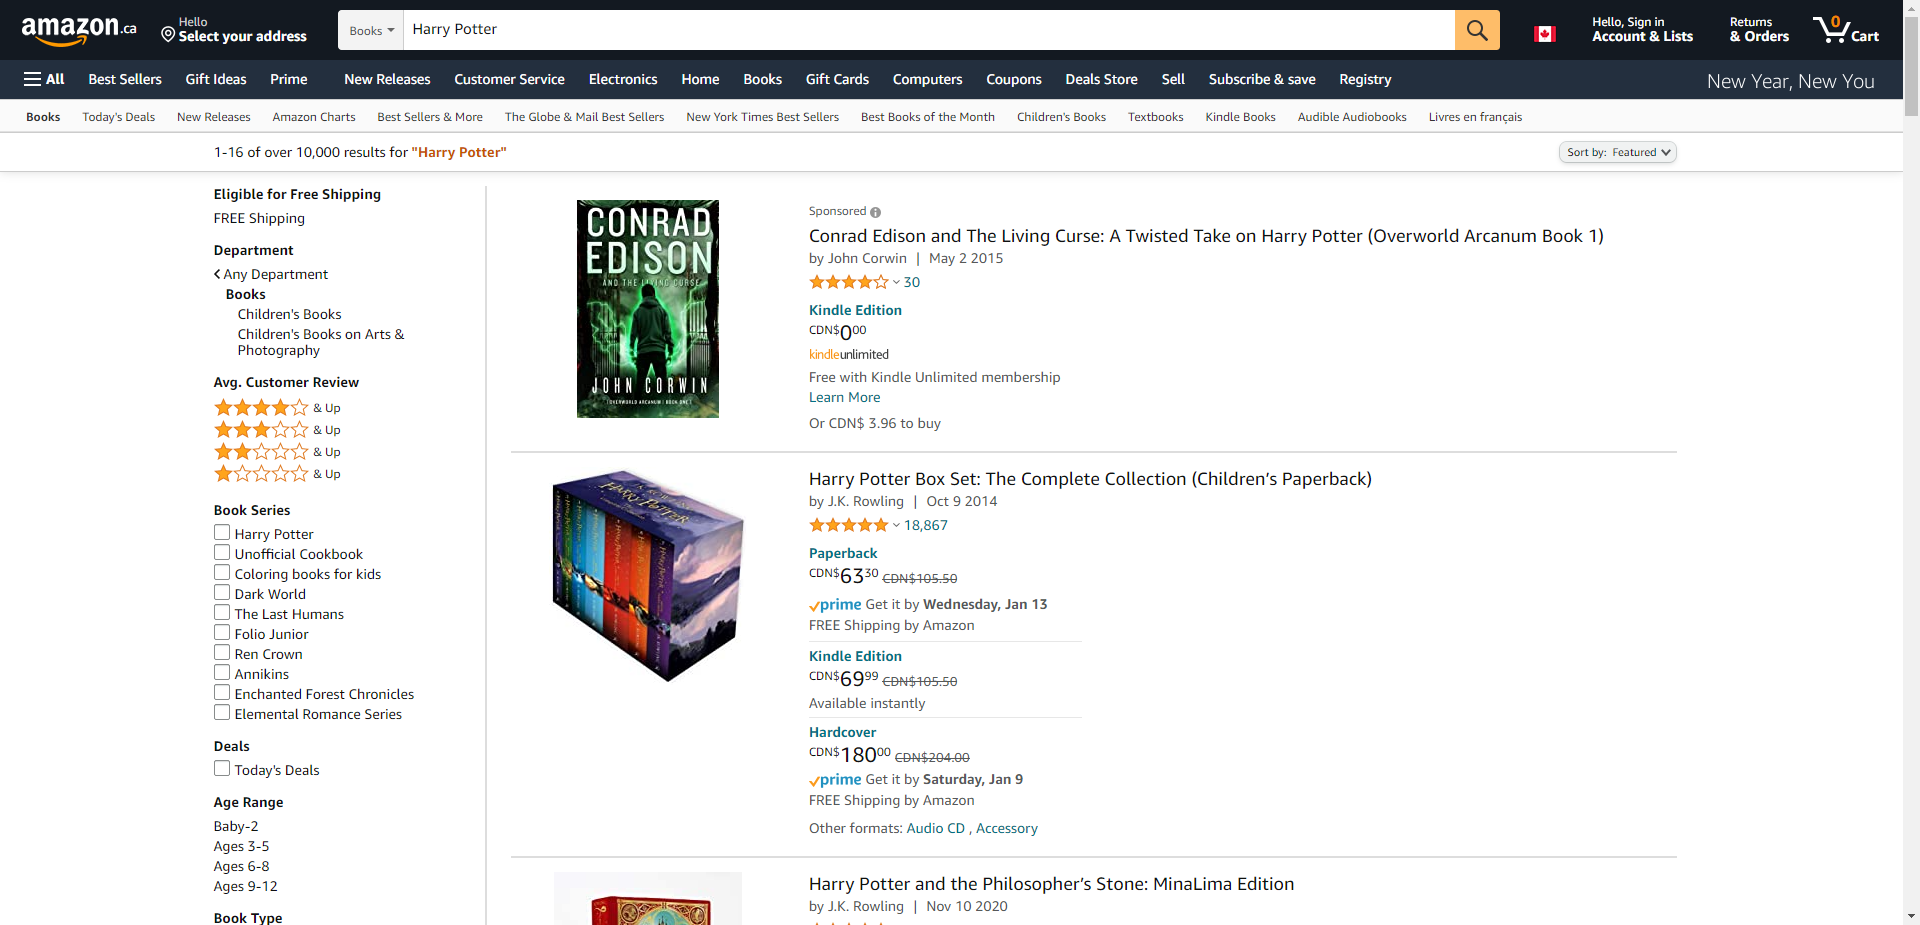 amazon.ca
Hello
Select your address
Books
Harry Potter
Hello, Sign in
Account & Lists
Returns
& Orders
0
Cart
All
Best Sellers
Gift Ideas
Prime
New Releases
Customer Service
Electronics
Home
Books
Gift Cards
Computers
Coupons
Deals Store
Sell
Subscribe & save
Registry
New Year, New You
Books
Today's Deals
New Releases
Amazon Charts
Best Sellers & More
The Globe & Mail Best Sellers
New York Times Best Sellers
Best Books of the Month
Children's Books
Textbooks
Kindle Books
Audible Audiobooks
Livres en français
1-16 of over 10,000 results for "Harry Potter"
Sort by: Featured
Eligible for Free Shipping
FREE Shipping
Department
Any Department
Books
Children's Books
Children's Books on Arts &
Photography
Avg. Customer Review
& Up
& Up
& Up
& Up
Book Series
Harry Potter
Unofficial Cookbook
Coloring books for kids
Dark World
The Last Humans
Folio Junior
Ren Crown
Annikins
Enchanted Forest Chronicles
Elemental Romance Series
Deals
Today's Deals
Age Range
Baby-2
Ages 3-5
Ages 6-8
Ages 9-12
Book Type
CONRAD
EDISON
AND THE LIVING CURSE
JOHN CORWIN
OVERWORLD ARCANUM BOOK ONE
Sponsored
Conrad Edison and The Living Curse: A Twisted Take on Harry Potter (Overworld Arcanum Book 1)
by John Corwin | May 2 2015
30
Kindle Edition
CDN$000
kindleunlimited
Free with Kindle Unlimited membership
Learn More
Or CDN$ 3.96 to buy
J.K. ROWLING
HARRY POTTER
Harry Potter Box Set: The Complete Collection (Children’s Paperback)
by J.K. Rowling | Oct 9 2014
18,867
Paperback
CDN$6330 CDN$105.50
prime Get it by Wednesday, Jan 13
FREE Shipping by Amazon
Kindle Edition
CDN$6999 CDN$105.50
Available instantly
Hardcover
CDN$18000 CDN$204.00
prime Get it by Saturday, Jan 9
FREE Shipping by Amazon
Other formats: Audio CD , Accessory
Harry Potter and the Philosopher’s Stone: MinaLima Edition
by J.K. Rowling | Nov 10 2020